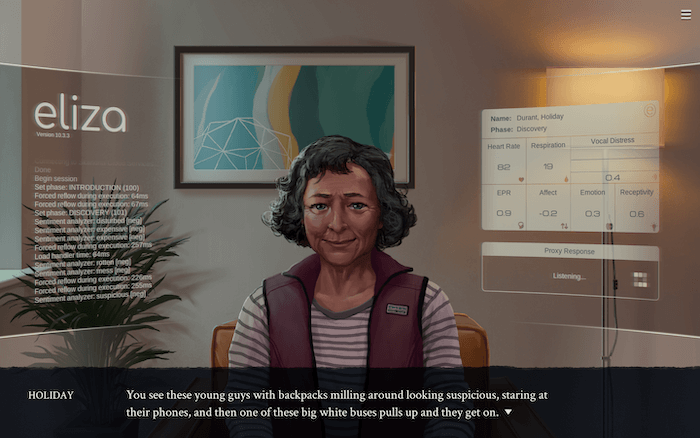 eliza
Version 10.3.3
Done.
Begin session
Set phase: INTRODUCTION (100)
Forced reflow during execution: 64ms
Forced reflow during execution: 67ms
Set phase: DISCOVERY (101)
Sentiment analyzer: disturbed [neg]
Sentiment analyzer: expensive [neg]
Sentiment analyzer: expensive [neg]
Forced reflow during execution: 257ms
Load handler time: 64ms
Sentiment analyzer: rotten [neg]
Sentiment analyzer: mess [neg]
Forced reflow during execution: 226ms
Forced reflow during execution: 255ms
Sentiment analyzer: suspicious [neg]
Name: Durant, Holiday
Phase: Discovery
Heart Rate Respiration Vocal Distress
82 19 0.4
EPR Affect Emotion Receptivity
0.9 -0.2 0.3 0.6
Proxy Response
Listening...
HOLIDAY
You see these young guys with backpacks milling around looking suspicious, staring at
their phones, and then one of these big white buses pulls up and they get on.